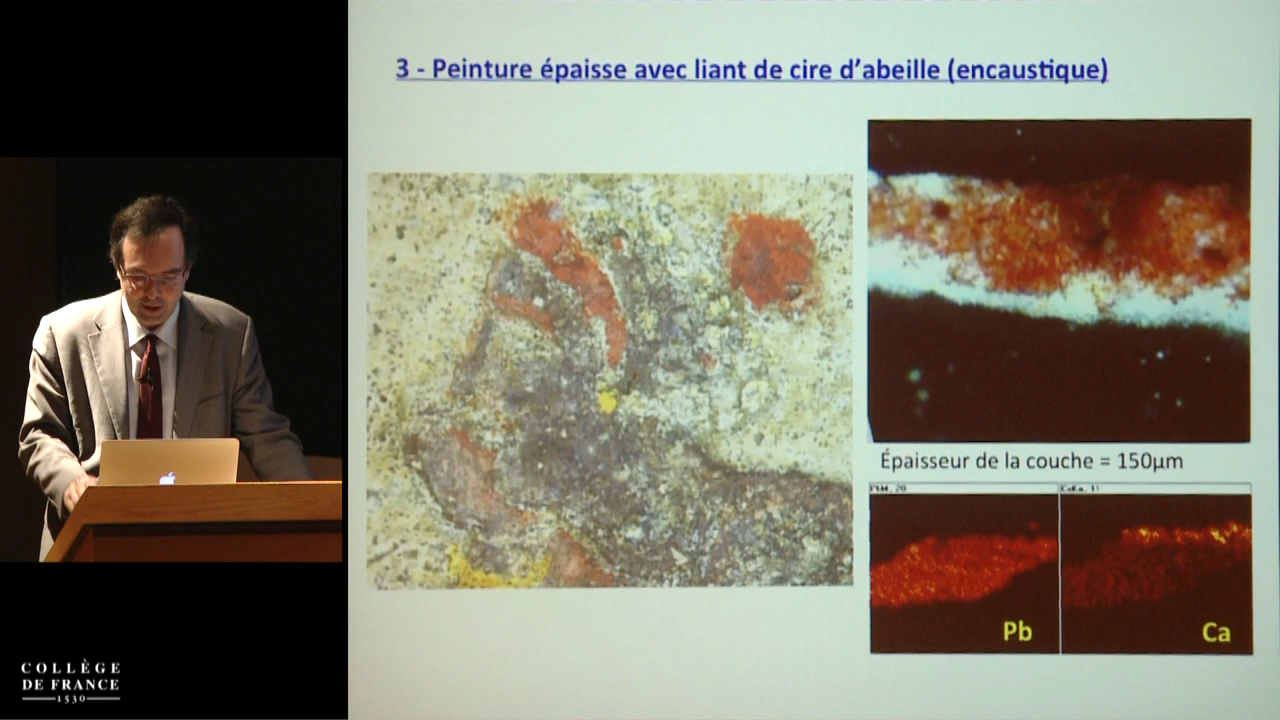 3 - Peinture épaisse avec liant de cire d'abeille (encaustique)
Épaisseur de la couche = 150µm
Pb
Ca
COLLÈGE
DE FRANCE
1530